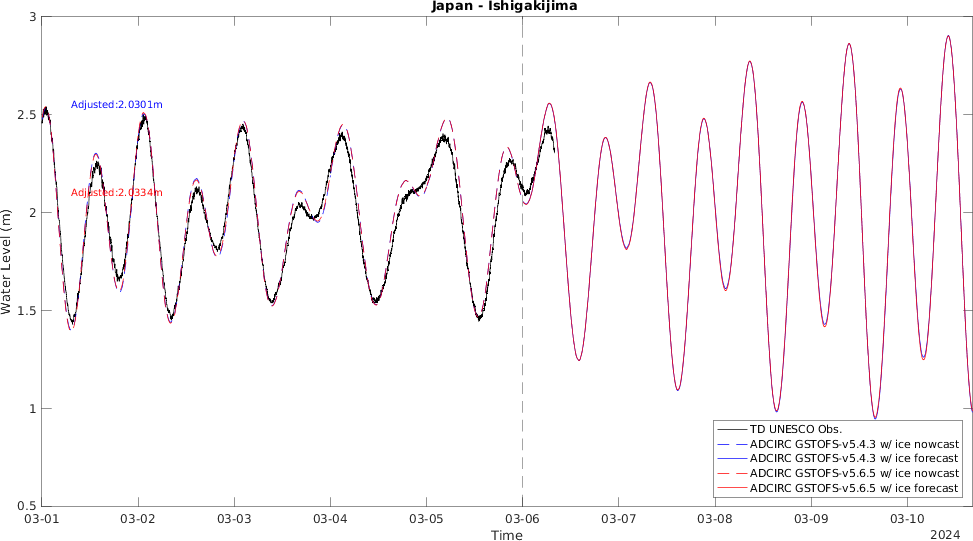 Japan - Ishigakijima
3
2.5
2
1.5
1
0.5
Water Level (m)
Adjusted:2.0301m
Adjusted:2.0334m
TD UNESCO Obs.
ADCIRC GSTOFS-v5.4.3 w/ ice nowcast
ADCIRC GSTOFS-v5.4.3 w/ ice forecast
ADCIRC GSTOFS-v5.6.5 w/ ice nowcast
ADCIRC GSTOFS-v5.6.5 w/ ice forecast
03-01 03-02 03-03 03-04 03-05 03-06 03-07 03-08 03-09 03-10
Time
2024